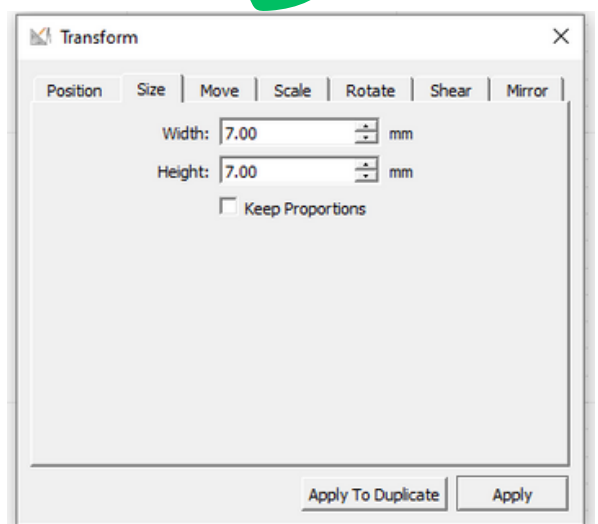 Transform
Position Size Move Scale Rotate Shear Mirror
Width: 7.00 mm
Height: 7.00 mm
Keep Proportions
Apply To Duplicate Apply